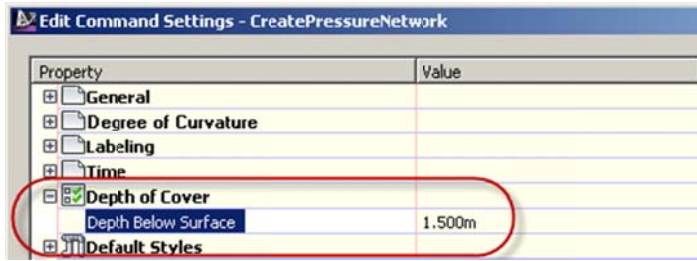 Edit Command Settings - CreatePressureNetwork
Property Value
General
Degree of Curvature
Labeling
Time
Depth of Cover
Depth Below Surface 1.500m
Default Styles